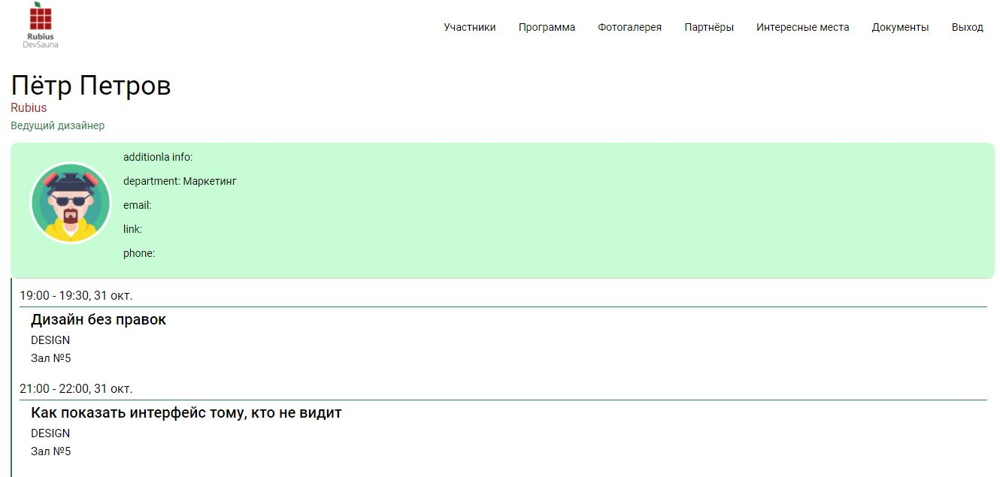 Rubius
DevSauna
Участники Программа Фотогалерея Партнёры Интересные места Документы Выход
Пётр Петров
Rubius
Ведущий дизайнер
additionla info:
department: Маркетинг
email:
link:
phone:
19:00 - 19:30, 31 окт.
Дизайн без правок
DESIGN
Зал №5
21:00 - 22:00, 31 окт.
Как показать интерфейс тому, кто не видит
DESIGN
Зал №5